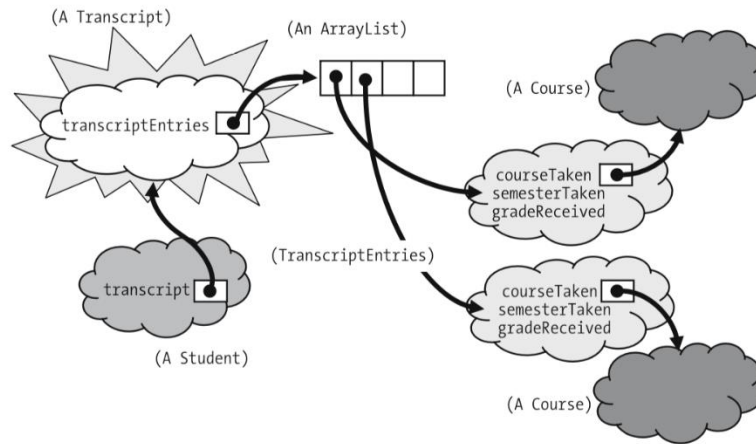 (A Transcript)
(An ArrayList)
(A Course)
transcriptEntries
courseTaken
semesterTaken
gradeReceived
(TranscriptEntries)
transcript
courseTaken
semesterTaken
gradeReceived
(A Student)
(A Course)